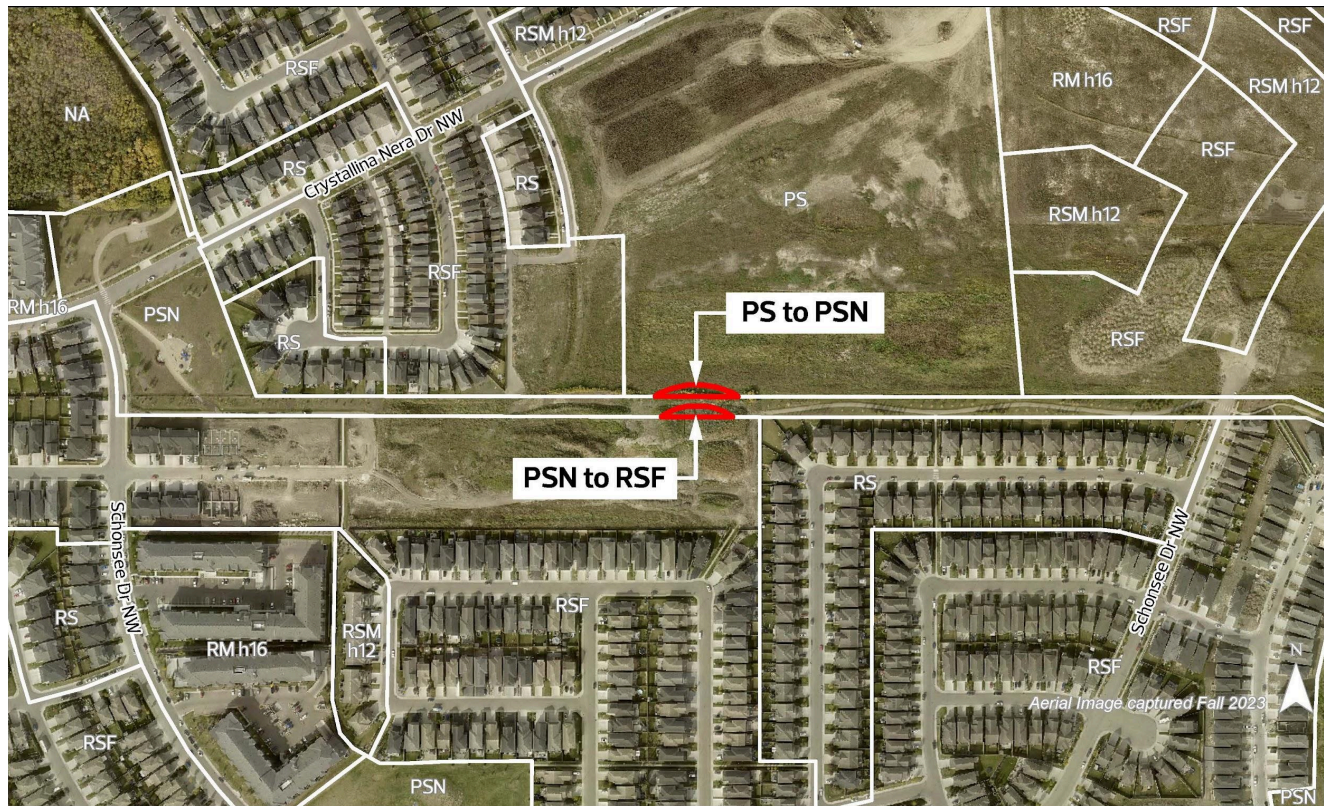 RSM h12
RSF
RSF
RSF
RM h16
RSM h12
NA
Crystallina Nera Dr NW
RS
RS
RSF
PS
RSM h12
RSF
RM h16
PSN
RS
PS to PSN
RSF
PSN to RSF
RS
Schonsee Dr NW
Schonsee Dr NW
RS
RM h16
RSM
h12
RSF
RSF
N
Aerial Image captured Fall 2023
RSF
PSN
PSN